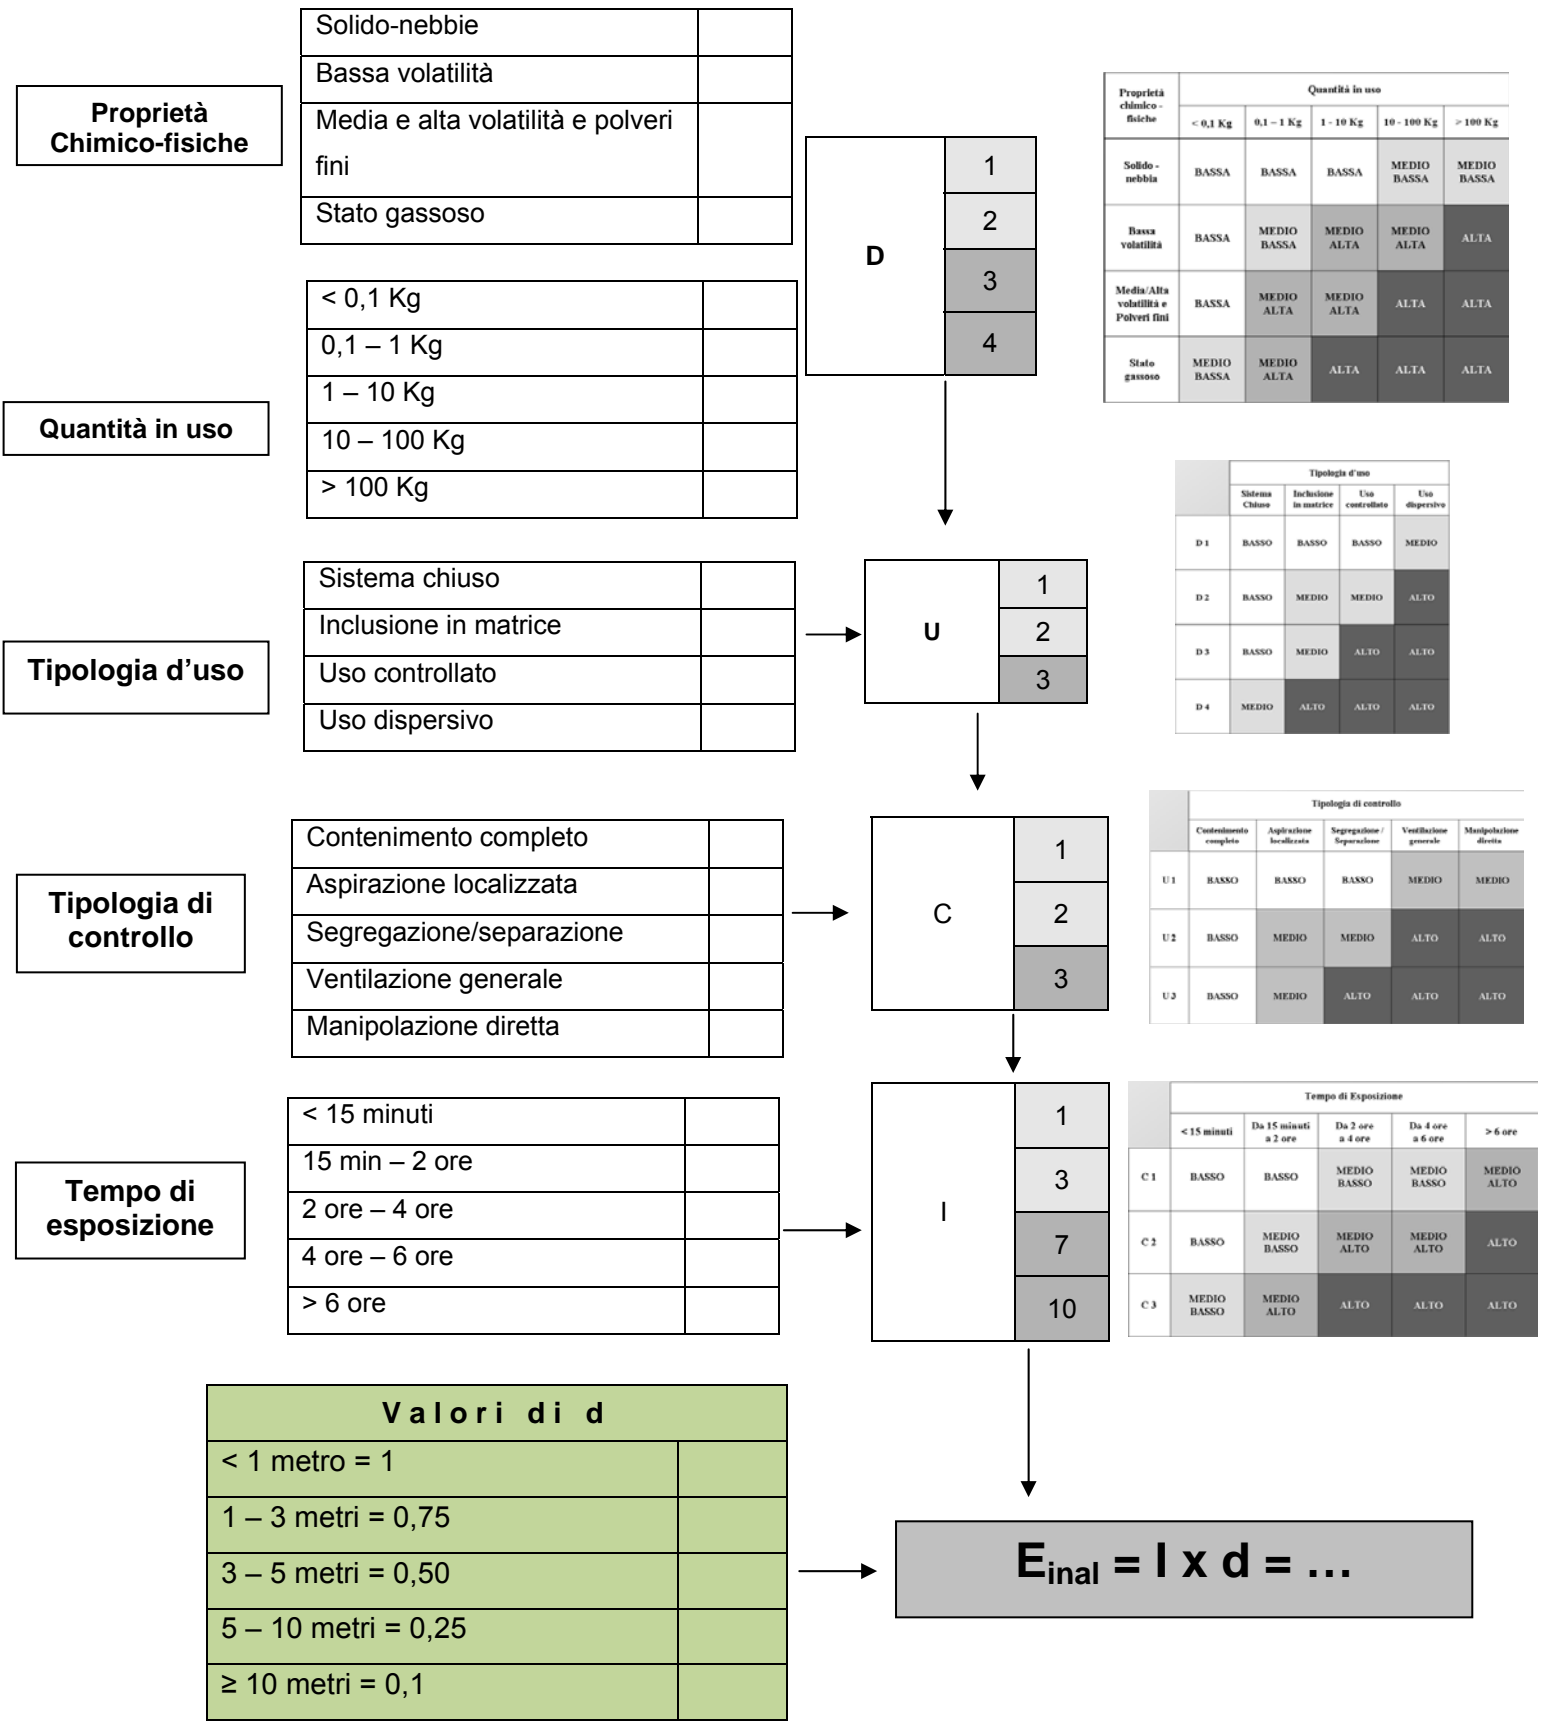 Proprietà
Chimico-fisiche
Solido-nebbie
Bassa volatilità
Media e alta volatilità e polveri
fini
Stato gassoso
Quantità in uso
< 0,1 Kg
0,1 – 1 Kg
1 – 10 Kg
10 – 100 Kg
> 100 Kg
D
1
2
3
4
Proprietà
chimico -
fisiche
Quantità in uso
< 0,1 Kg 0,1 – 1 Kg 1 - 10 Kg 10 - 100 Kg > 100 Kg
Solido -
nebbia
BASSA BASSA BASSA MEDIO BASSA MEDIO BASSA
Bassa
volatilità
BASSA MEDIO BASSA MEDIO ALTA MEDIO ALTA ALTA
Media/Alta
volatilità e
Polveri fini
BASSA MEDIO ALTA MEDIO ALTA ALTA ALTA
Stato
gassoso
MEDIO BASSA MEDIO ALTA ALTA ALTA ALTA
Tipologia d’uso
Sistema chiuso
Inclusione in matrice
Uso controllato
Uso dispersivo
U
1
2
3
Tipologia d'uso
Sistema Chiuso Inclusione in matrice Uso controllato Uso dispersivo
D 1 BASSO BASSO BASSO MEDIO
D 2 BASSO MEDIO MEDIO ALTO
D 3 BASSO MEDIO ALTO ALTO
D 4 MEDIO ALTO ALTO ALTO
Tipologia di
controllo
Contenimento completo
Aspirazione localizzata
Segregazione/separazione
Ventilazione generale
Manipolazione diretta
C
1
2
3
Tipologia di controllo
Contenimento completo Aspirazione localizzata Segregazione / Separazione Ventilazione generale Manipolazione diretta
U 1 BASSO BASSO BASSO MEDIO MEDIO
U 2 BASSO MEDIO MEDIO ALTO ALTO
U 3 BASSO MEDIO ALTO ALTO ALTO
Tempo di
esposizione
< 15 minuti
15 min – 2 ore
2 ore – 4 ore
4 ore – 6 ore
> 6 ore
I
1
3
7
10
Tempo di Esposizione
< 15 minuti Da 15 minuti a 2 ore Da 2 ore a 4 ore Da 4 ore a 6 ore > 6 ore
C 1 BASSO BASSO MEDIO BASSO MEDIO BASSO MEDIO ALTO
C 2 BASSO MEDIO BASSO MEDIO ALTO MEDIO ALTO ALTO
C 3 MEDIO BASSO MEDIO ALTO ALTO ALTO ALTO
Valori di d
< 1 metro = 1
1 – 3 metri = 0,75
3 – 5 metri = 0,50
5 – 10 metri = 0,25
≥ 10 metri = 0,1
Einal = I x d = ...